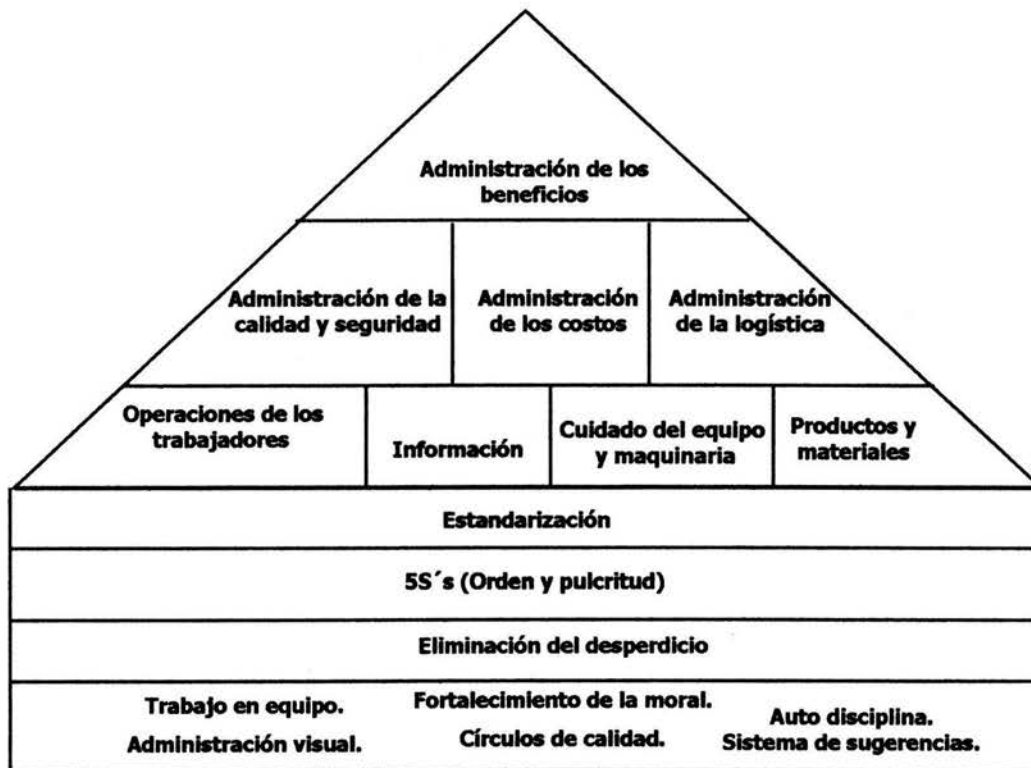 Administración de los
beneficios
Administración de la
calidad y seguridad
Administración
de los costos
Administración
de la logística
Operaciones de los
trabajadores
Información
Cuidado del equipo
y maquinaria
Productos y
materiales
Estandarización
5S´s (Orden y pulcritud)
Eliminación del desperdicio
Trabajo en equipo.
Fortalecimiento de la moral.
Auto disciplina.
Administración visual.
Círculos de calidad.
Sistema de sugerencias.